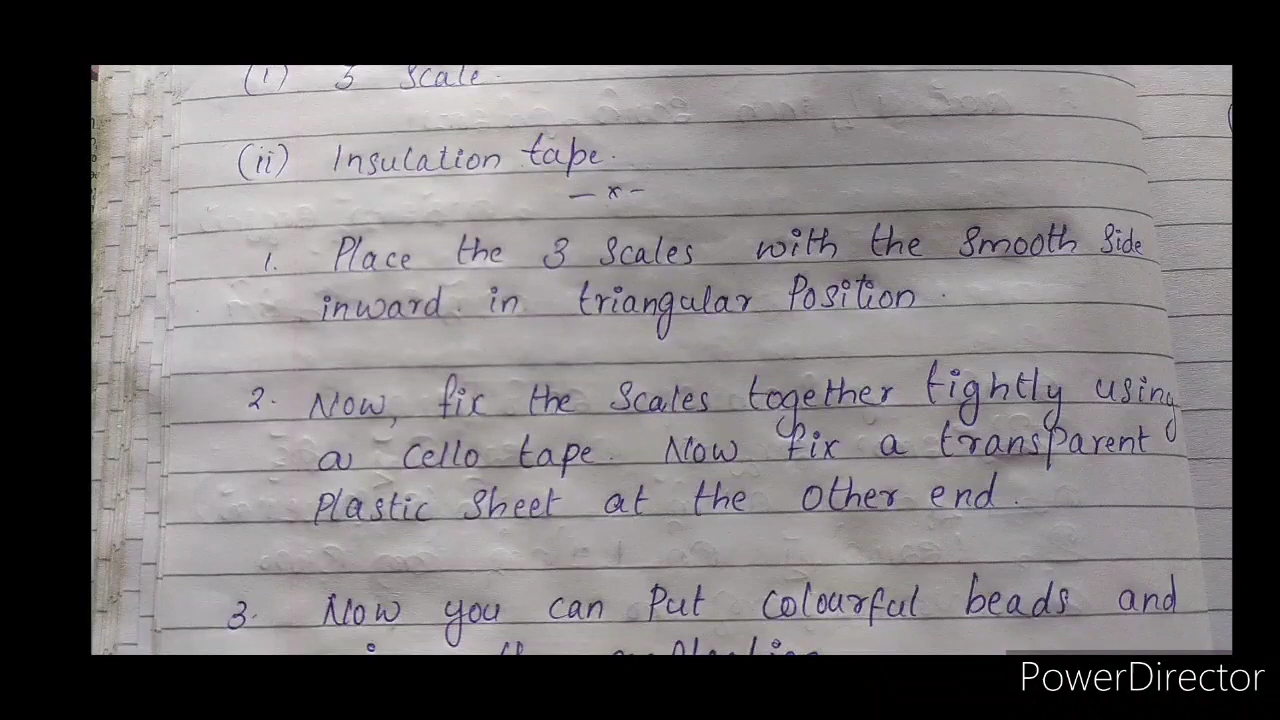 (i) 3 Scale.
(ii) Insulation tape.
— x —
1. Place the 3 Scales with the smooth side
inward. in triangular Position.
2. Now, fix the Scales together tightly using
a cello tape. Now fix a transparent
Plastic Sheet at the other end.
3. Now you can Put colourful beads and
PowerDirector